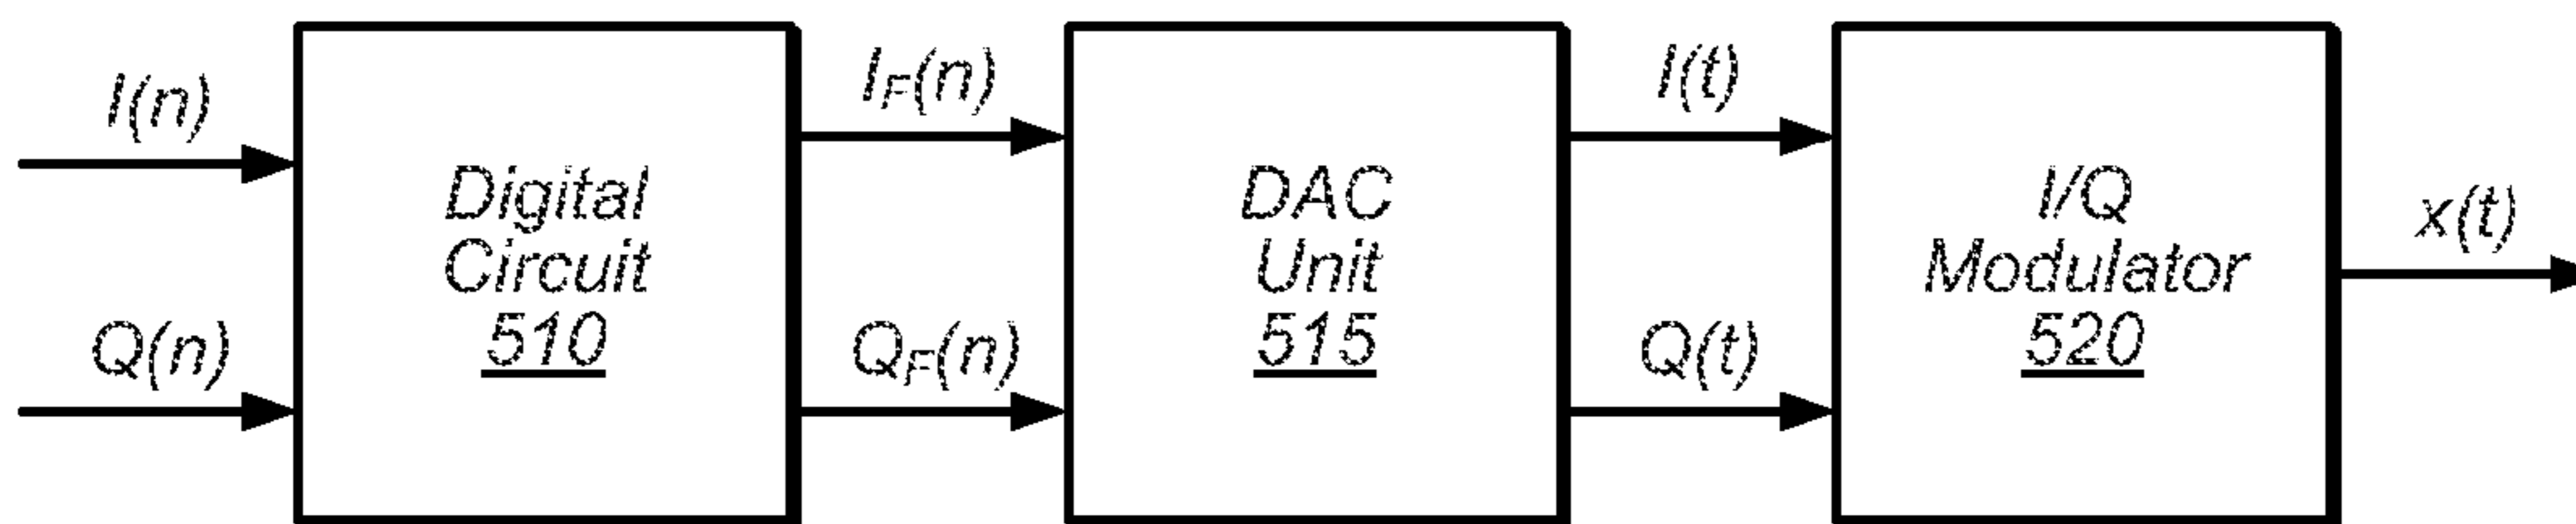 I(n)
Q(n)
Digital
Circuit
510
I_F(n)
Q_F(n)
DAC
Unit
515
I(t)
Q(t)
I/Q
Modulator
520
x(t)